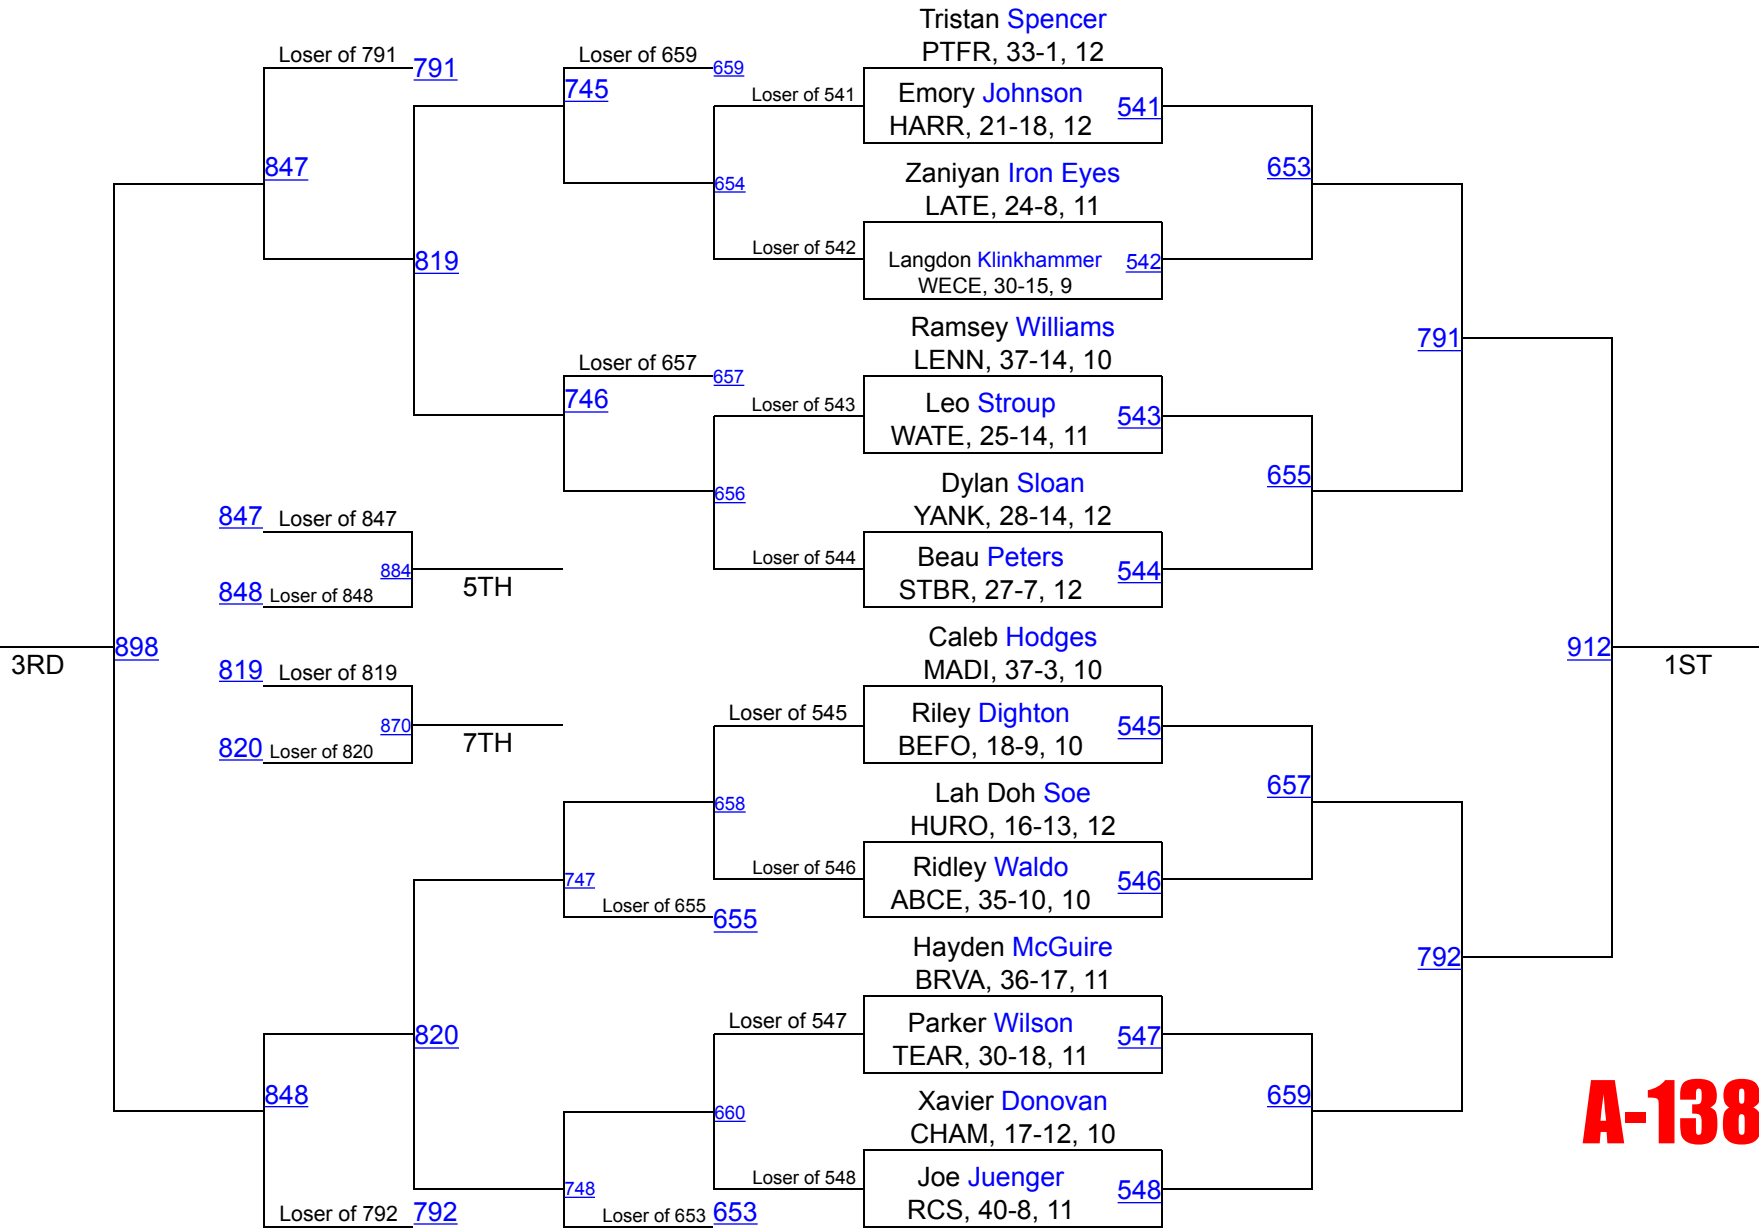 Tristan Spencer
PTFR, 33-1, 12
Loser of 791 791
Loser of 659 659
745
Loser of 541
Emory Johnson
HARR, 21-18, 12
541
847
654
Zaniyan Iron Eyes
LATE, 24-8, 11
653
819
Loser of 542
Langdon Klinkhammer
WECE, 30-15, 9
542
Ramsey Williams
LENN, 37-14, 10
791
Loser of 657 657
746
Loser of 543
Leo Stroup
WATE, 25-14, 11
543
656
Dylan Sloan
YANK, 28-14, 12
655
847 Loser of 847
884
848 Loser of 848
5TH
Loser of 544
Beau Peters
STBR, 27-7, 12
544
Caleb Hodges
MADI, 37-3, 10
3RD
898
912
1ST
819 Loser of 819
870
820 Loser of 820
7TH
Loser of 545
Riley Dighton
BEFO, 18-9, 10
545
658
Lah Doh Soe
HURO, 16-13, 12
657
747
Loser of 655 655
Loser of 546
Ridley Waldo
ABCE, 35-10, 10
546
Hayden McGuire
BRVA, 36-17, 11
792
820
Loser of 547
Parker Wilson
TEAR, 30-18, 11
547
848
660
Xavier Donovan
CHAM, 17-12, 10
659
A-138
748
Loser of 548
Joe Juenger
RCS, 40-8, 11
548
Loser of 792 792
Loser of 653 653